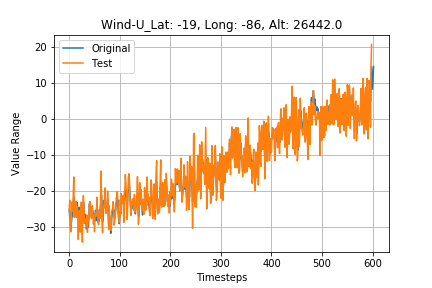 Wind-U_Lat: -19, Long: -86, Alt: 26442.0
Original
Test
20
10
0
−10
−20
−30
Value Range
0 100 200 300 400 500 600
Timesteps